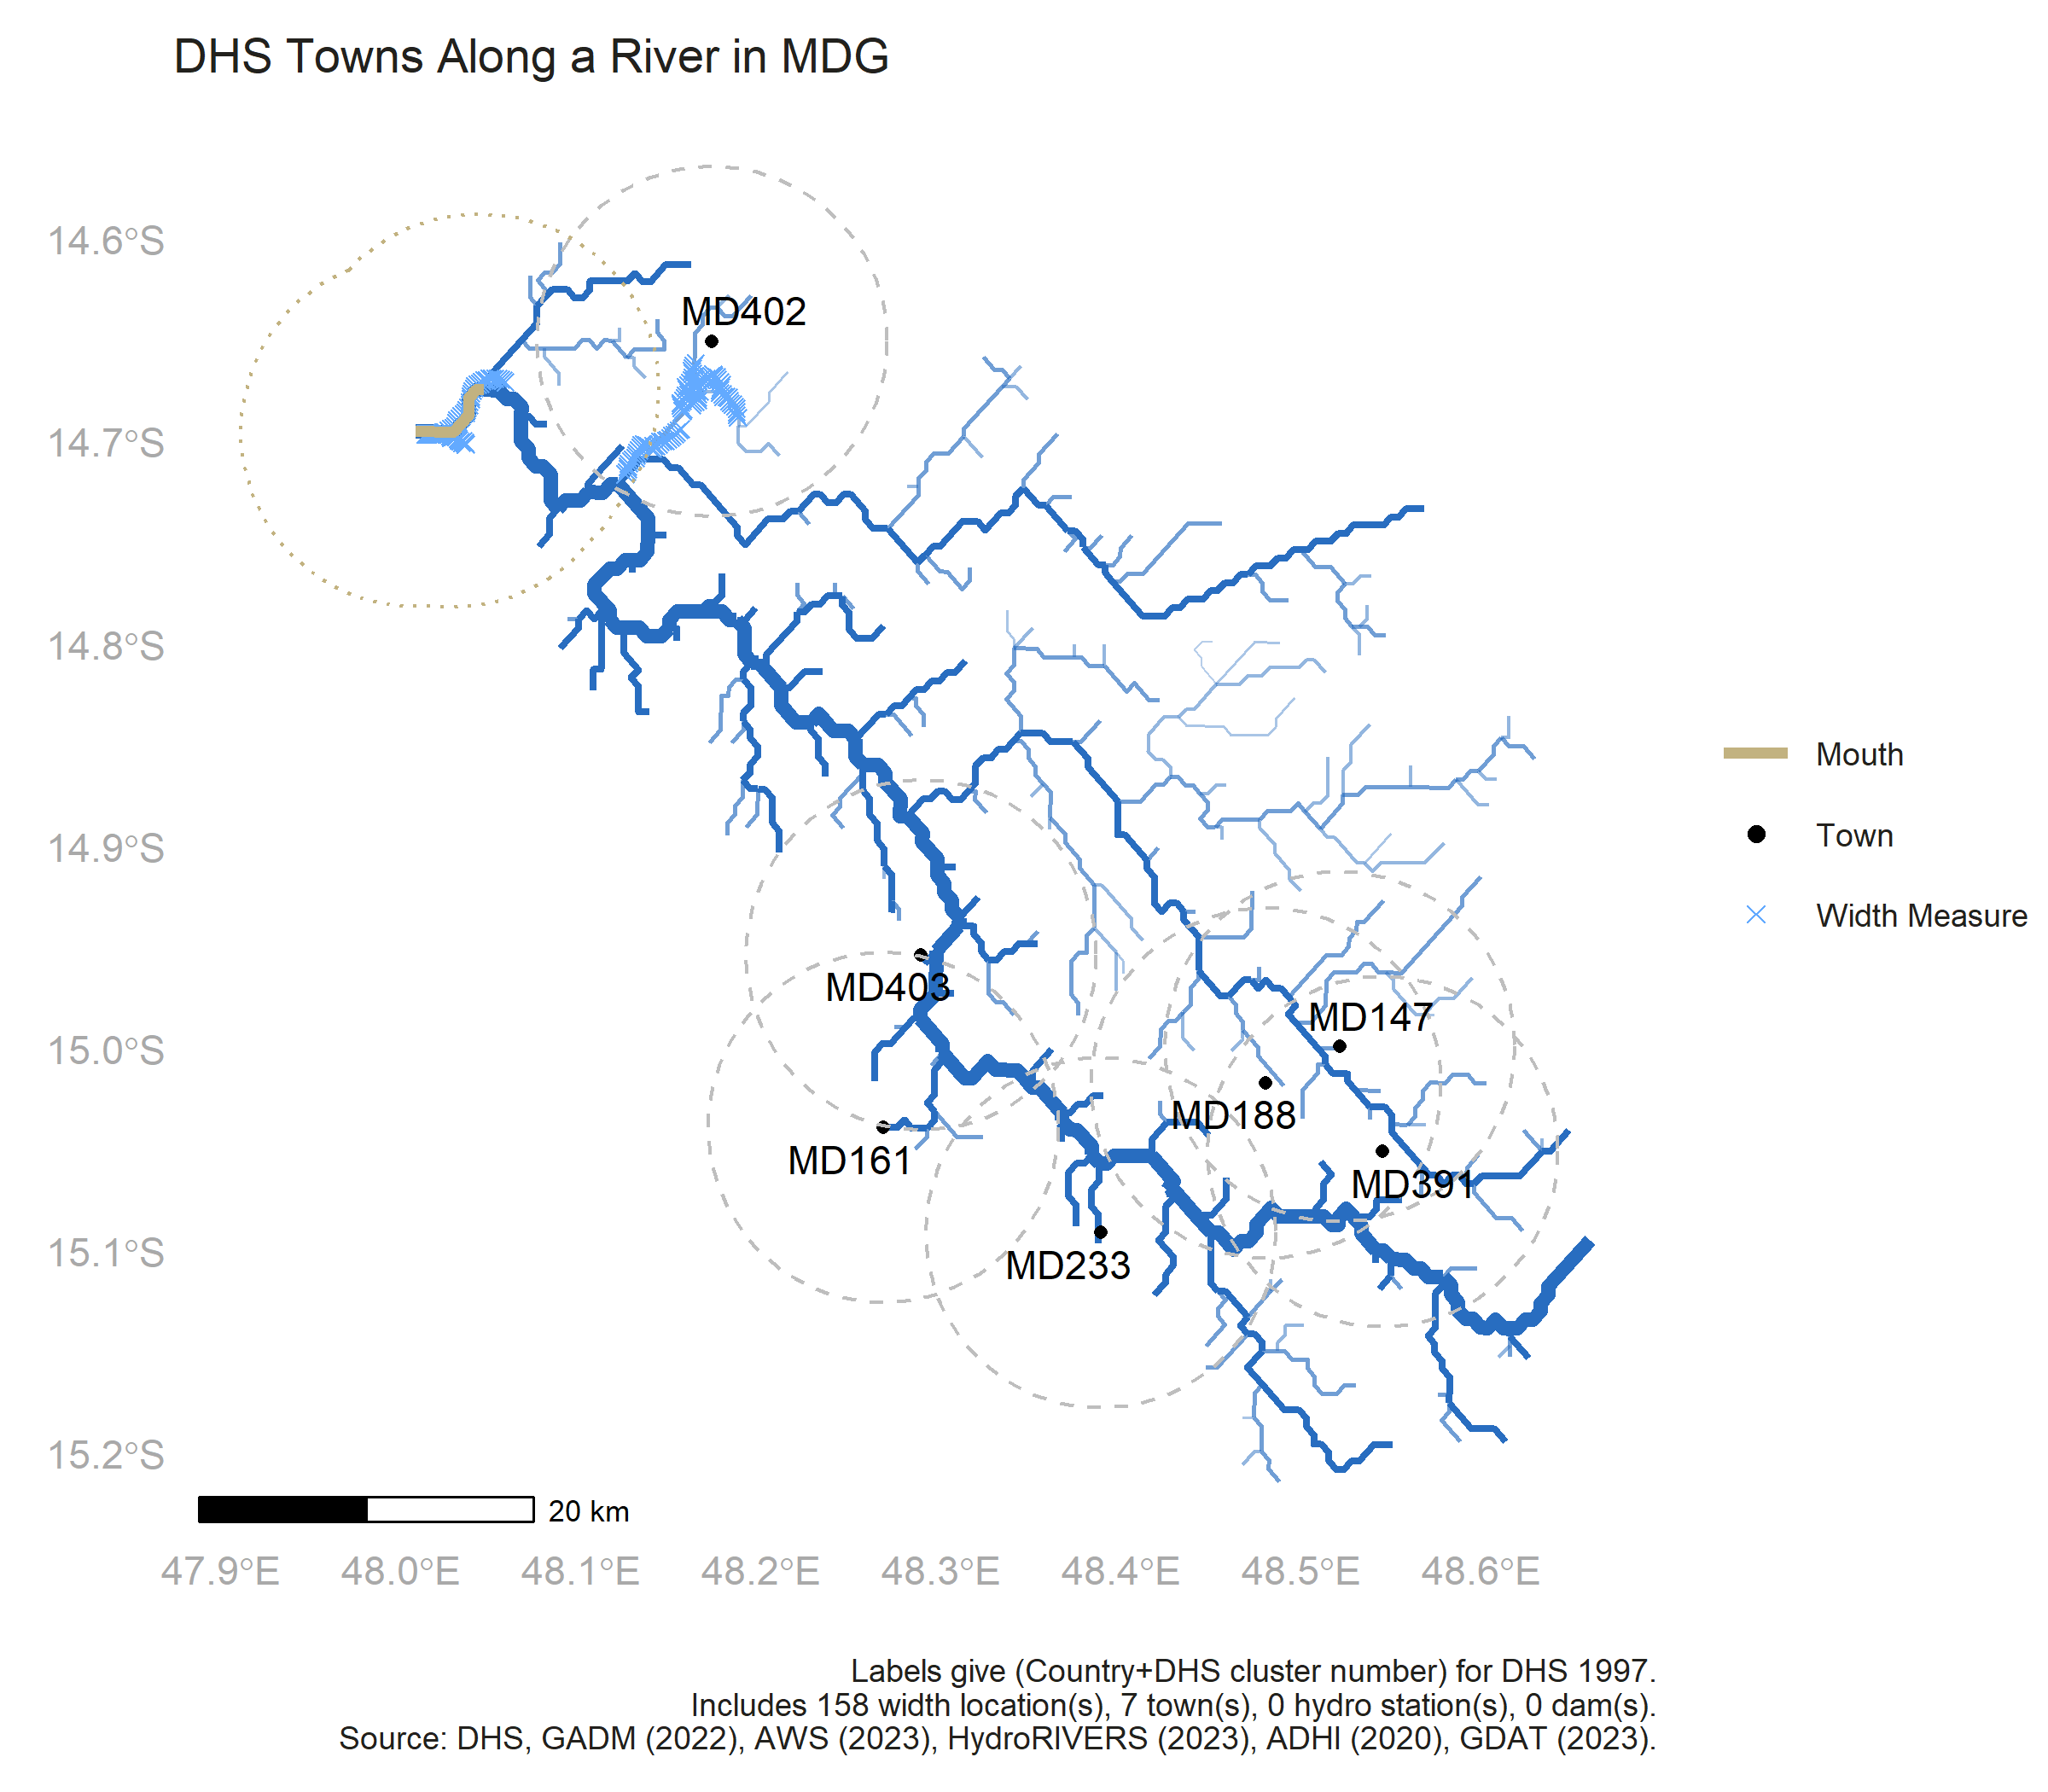 DHS Towns Along a River in MDG
14.6°S
14.7°S
14.8°S
14.9°S
15.0°S
15.1°S
15.2°S
MD402
MD403
MD147
MD188
MD161
MD391
MD233
Mouth
Town
Width Measure
20 km
47.9°E 48.0°E 48.1°E 48.2°E 48.3°E 48.4°E 48.5°E 48.6°E
Labels give (Country+DHS cluster number) for DHS 1997.
Includes 158 width location(s), 7 town(s), 0 hydro station(s), 0 dam(s).
Source: DHS, GADM (2022), AWS (2023), HydroRIVERS (2023), ADHI (2020), GDAT (2023).